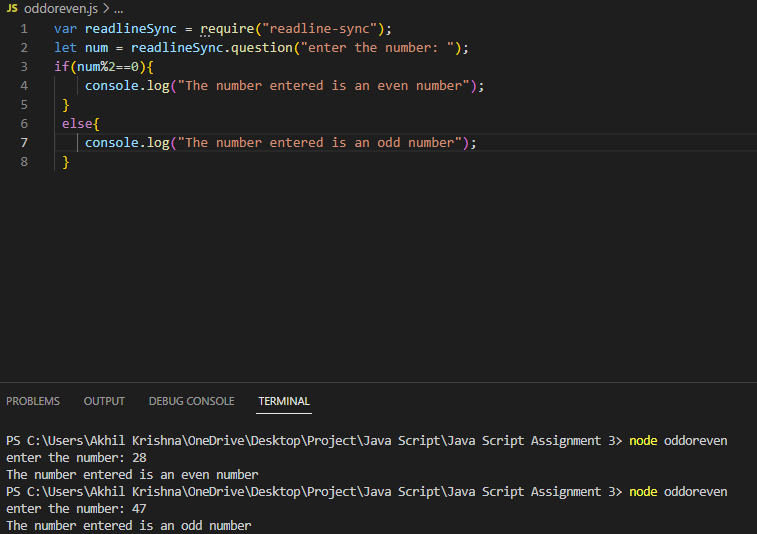 JS oddoreven.js > ...
1 var readlineSync = require("readline-sync");
2 let num = readlineSync.question("enter the number: ");
3 if(num%2==0){
4 console.log("The number entered is an even number");
5 }
6 else{
7 console.log("The number entered is an odd number");
8 }
PROBLEMS OUTPUT DEBUG CONSOLE TERMINAL
PS C:\Users\Akhil Krishna\OneDrive\Desktop\Project\Java Script\Java Script Assignment 3> node oddoreven
enter the number: 28
The number entered is an even number
PS C:\Users\Akhil Krishna\OneDrive\Desktop\Project\Java Script\Java Script Assignment 3> node oddoreven
enter the number: 47
The number entered is an odd number